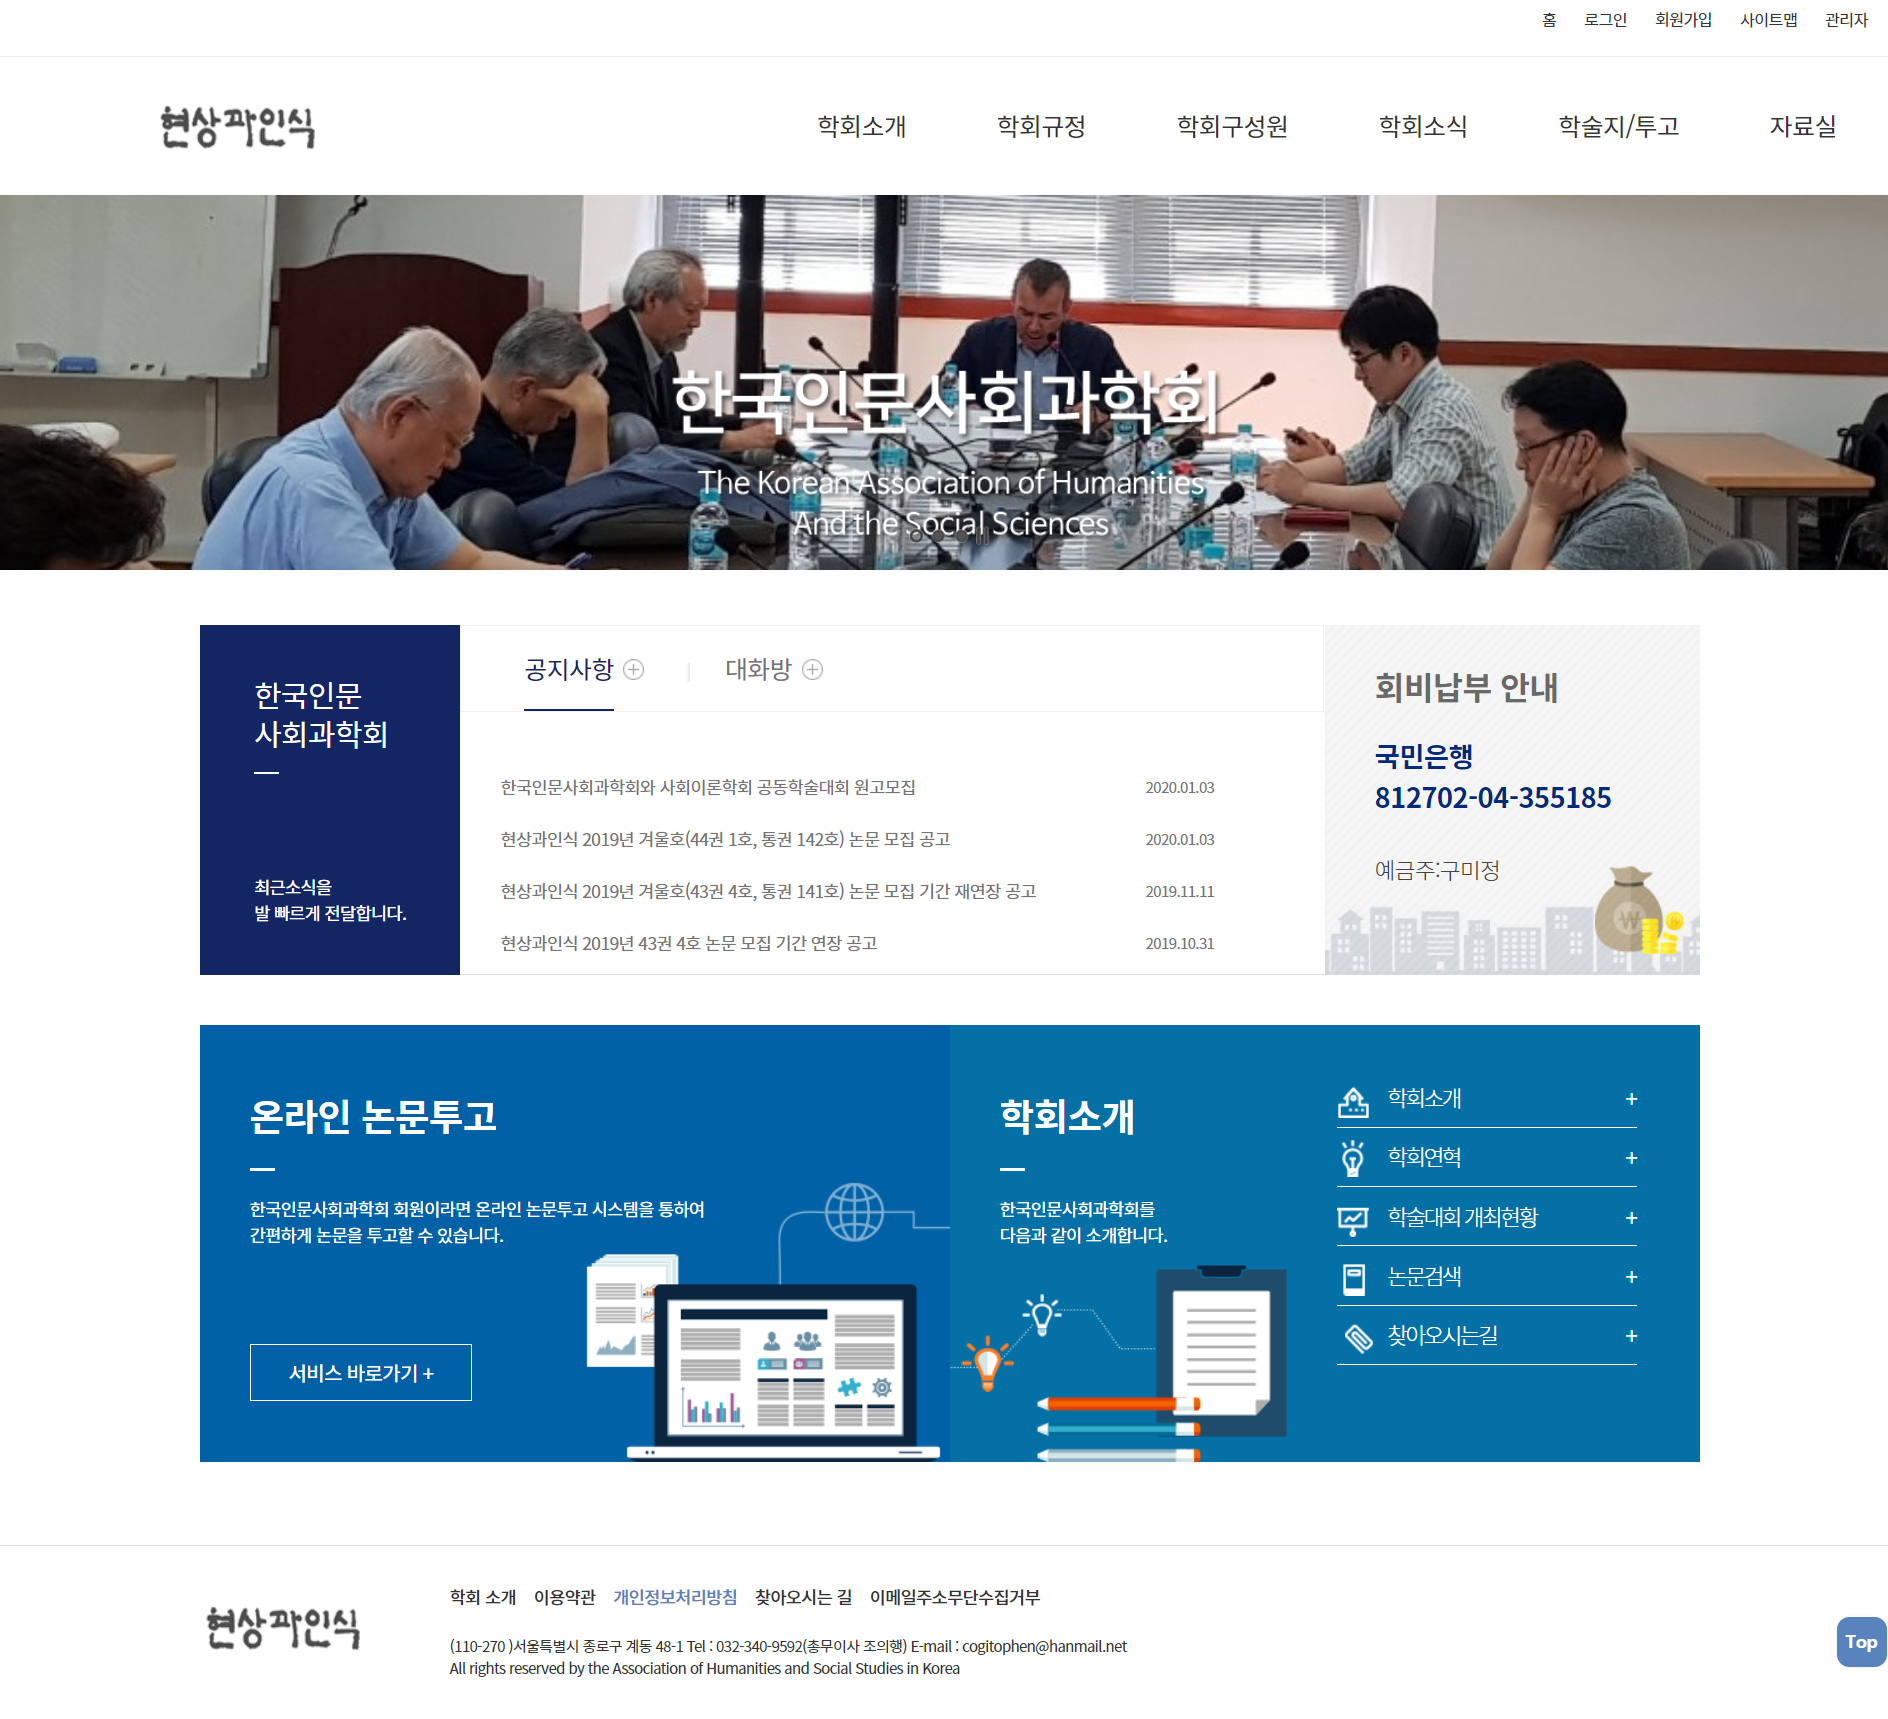 홈 로그인 회원가입 사이트맵 관리자
현상과인식
학회소개 학회규정 학회구성원 학회소식 학술지/투고 자료실
한국인문사회과학회
The Korean Association of Humanities
And the Social Sciences
한국인문
사회과학회
최근소식을
발 빠르게 전달합니다.
공지사항 대화방
한국인문사회과학회와 사회이론학회 공동학술대회 원고모집 2020.01.03
현상과인식 2019년 겨울호(44권 1호, 통권 142호) 논문 모집 공고 2020.01.03
현상과인식 2019년 겨울호(43권 4호, 통권 141호) 논문 모집 기간 재연장 공고 2019.11.11
현상과인식 2019년 43권 4호 논문 모집 기간 연장 공고 2019.10.31
회비납부 안내
국민은행
812702-04-355185
예금주:구미정
온라인 논문투고
한국인문사회과학회 회원이라면 온라인 논문투고 시스템을 통하여
간편하게 논문을 투고할 수 있습니다.
서비스 바로가기 +
학회소개
한국인문사회과학회를
다음과 같이 소개합니다.
학회소개 +
학회연혁 +
학술대회 개최현황 +
논문검색 +
찾아오시는길 +
현상과인식
학회 소개 이용약관 개인정보처리방침 찾아오시는 길 이메일주소무단수집거부
(110-270 )서울특별시 종로구 계동 48-1 Tel : 032-340-9592(총무이사 조의행) E-mail : cogitophen@hanmail.net
All rights reserved by the Association of Humanities and Social Studies in Korea
Top